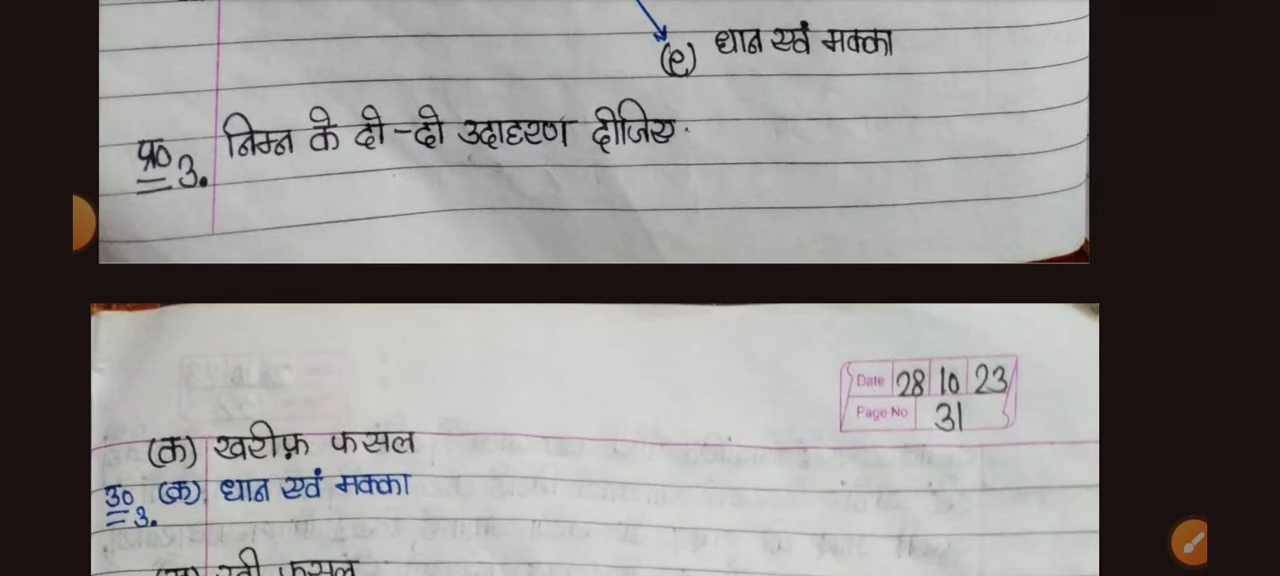 (e) धान एवं मक्का
प्र० 3. निम्न के दो-दो उदाहरण दीजिए.
Date 28 10 23
Page No 31
(क) खरीफ़ फसल
उ० 3. (क) धान एवं मक्का
फसल